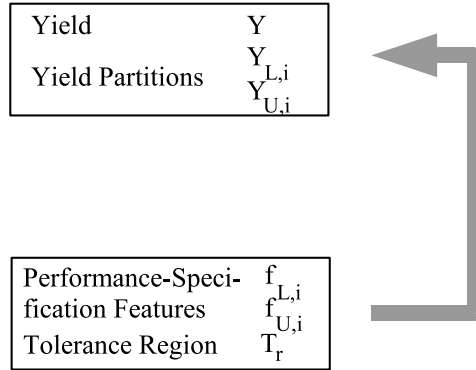 Yield Y
Yield Partitions Y_{L,i}
Y_{U,i}
Performance-Speci- f_{L,i}
fication Features f_{U,i}
Tolerance Region T_r